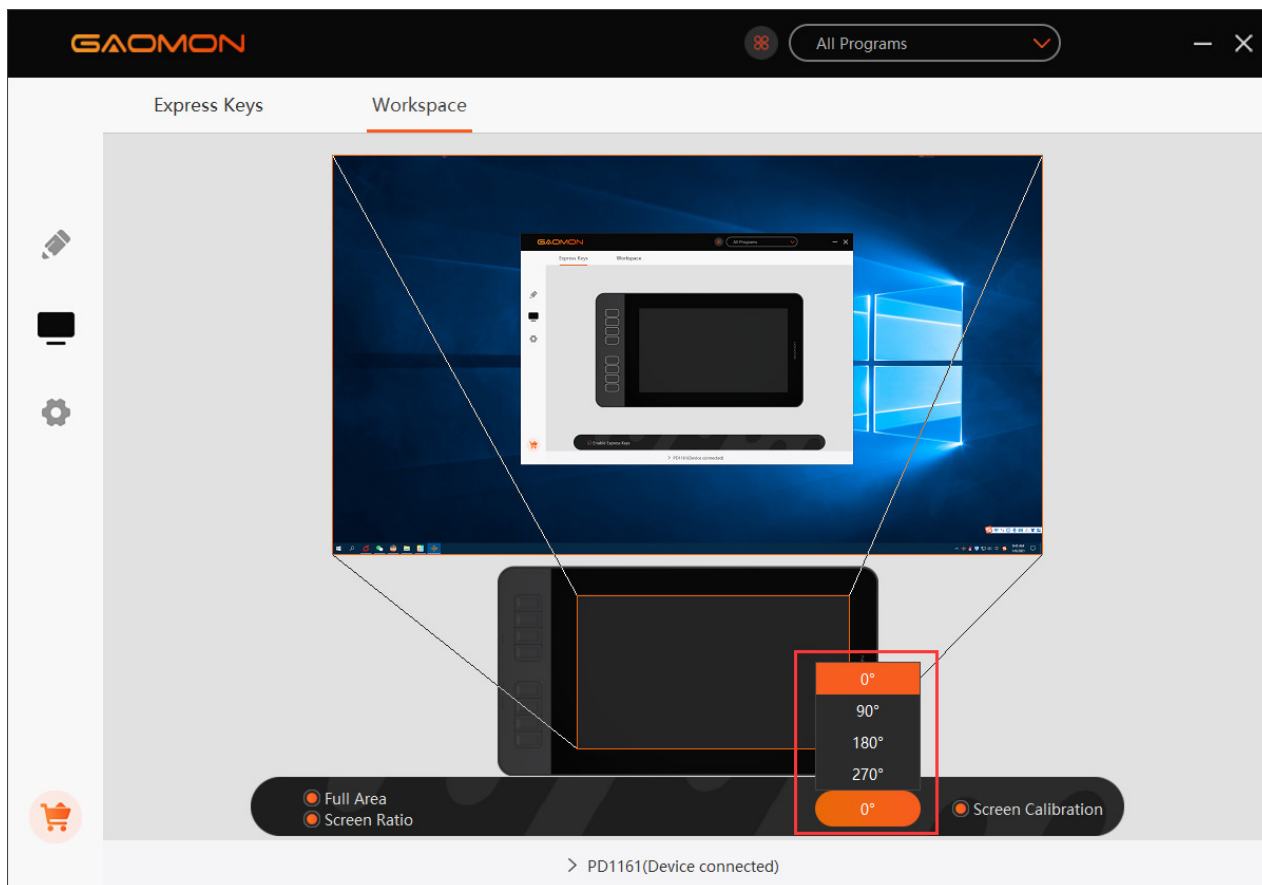 GAOMON
All Programs
Express Keys Workspace
GAOMON
All Programs
Express Keys Workspace
Enable Express Keys
PD1161(Device connected)
0°
90°
180°
270°
Full Area
Screen Ratio
0°
Screen Calibration
PD1161(Device connected)